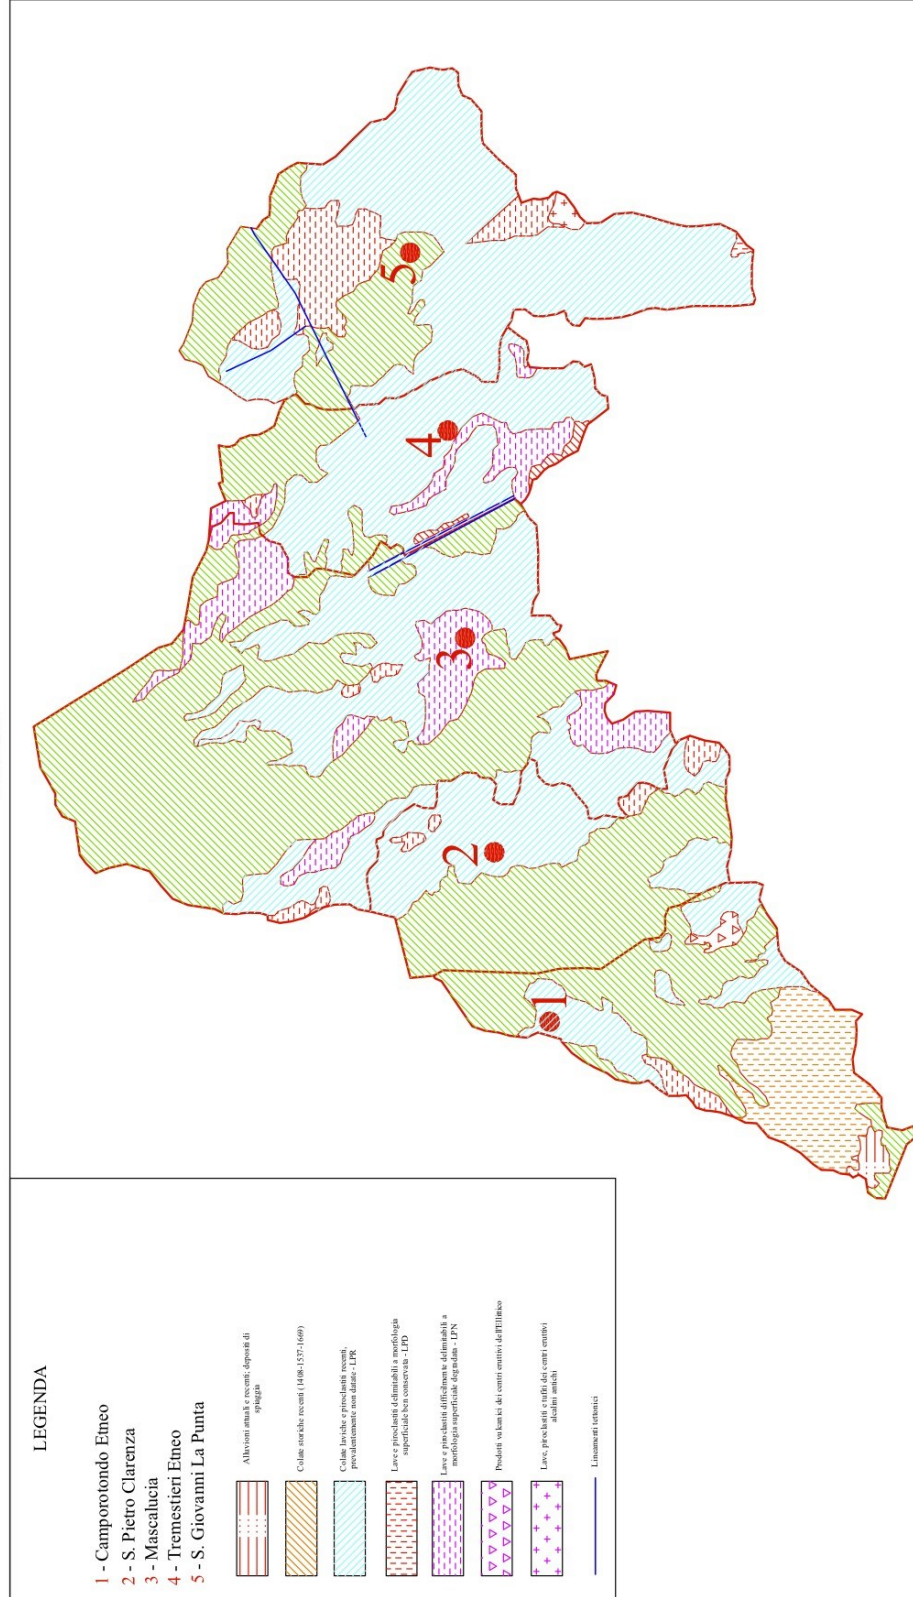 LEGENDA
1 - Camporotondo Etneo
2 - S. Pietro Clarenza
3 - Mascalucia
4 - Tremestieri Etneo
5 - S. Giovanni La Punta
Alluvioni attuali e recenti; depositi di
spiaggia
Colate storiche recenti (1408-1537-1669)
Colate laviche e piroclastiti recenti,
prevalentemente non datate - LPR
Lave e piroclastiti delimitabili a morfologia
superficiale ben conservata - LPD
Lave e piroclastiti difficilmente delimitabili a
morfologia superficiale degradata - LPN
Prodotti vulcanici dei centri eruttivi dell'Ellittico
Lave, piroclastiti e tufiti dei centri eruttivi
alcalini antichi
Lineamenti tettonici
1
2
3
4
5